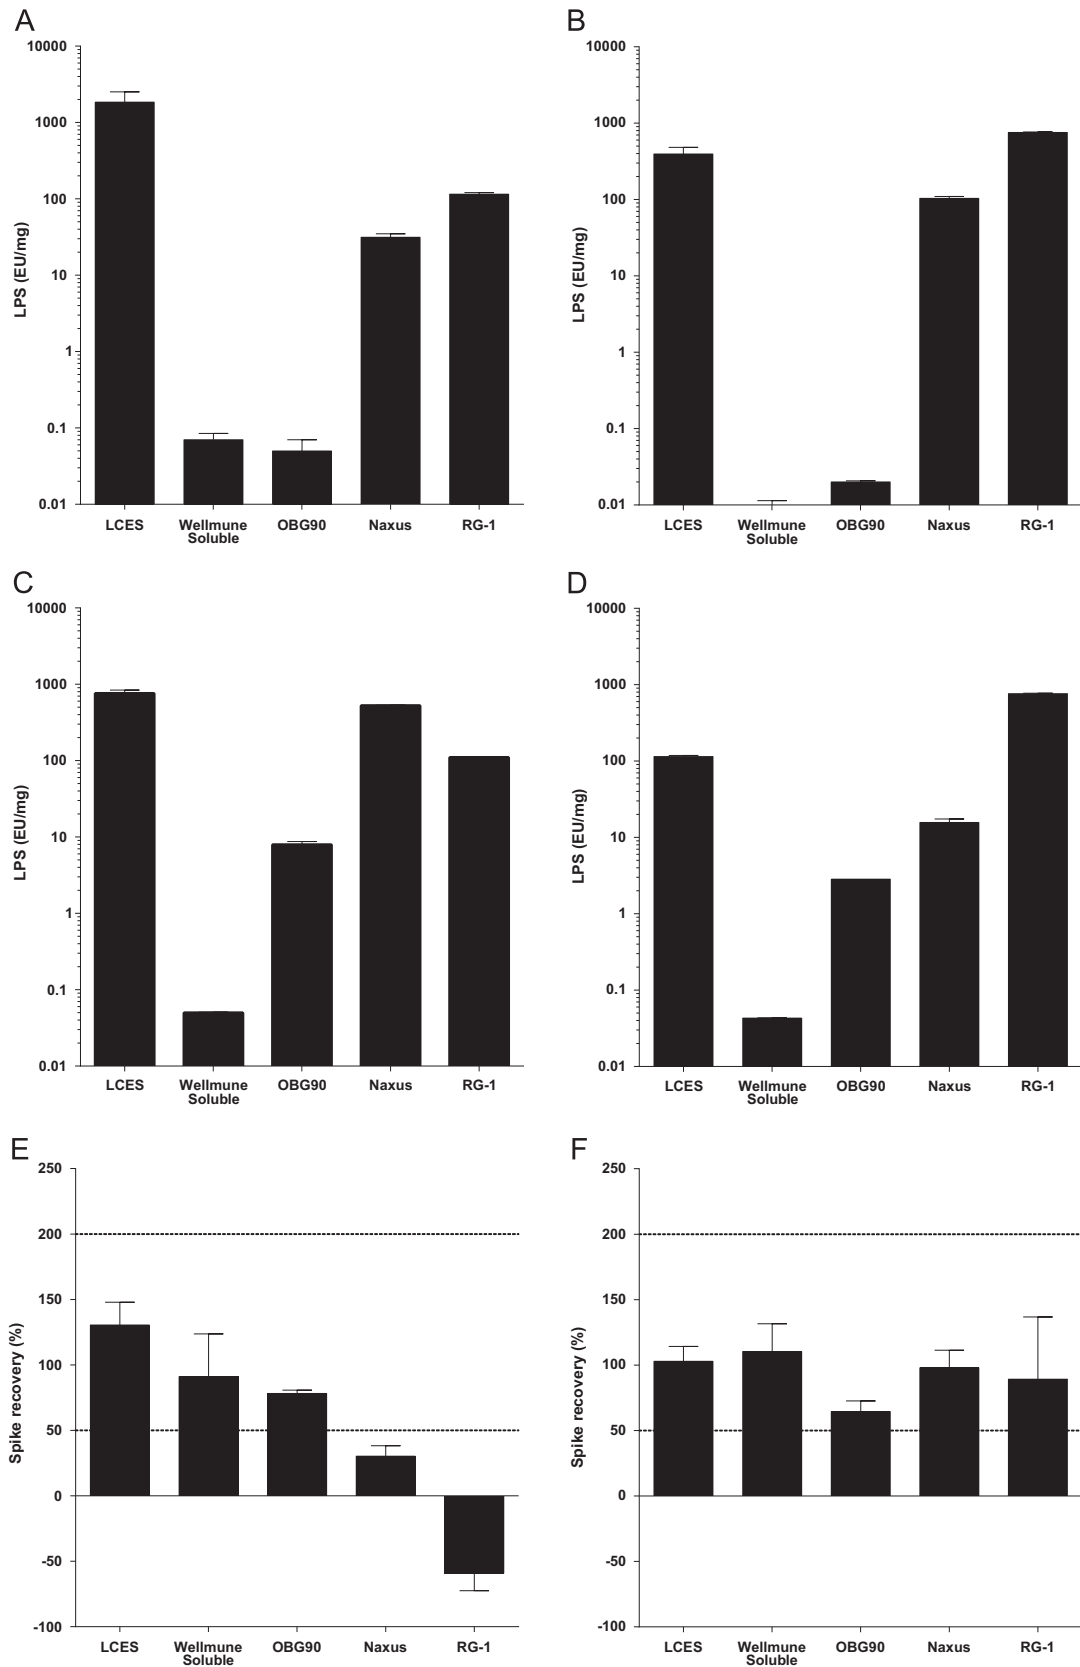 A
LPS (EU/mg)
10000
1000
100
10
1
0.1
0.01
LCES
Wellmune
Soluble
OBG90
Naxus
RG-1
B
LPS (EU/mg)
10000
1000
100
10
1
0.1
0.01
LCES
Wellmune
Soluble
OBG90
Naxus
RG-1
C
LPS (EU/mg)
10000
1000
100
10
1
0.1
0.01
LCES
Wellmune
Soluble
OBG90
Naxus
RG-1
D
LPS (EU/mg)
10000
1000
100
10
1
0.1
0.01
LCES
Wellmune
Soluble
OBG90
Naxus
RG-1
E
Spike recovery (%)
250
200
150
100
50
0
-50
-100
LCES
Wellmune
Soluble
OBG90
Naxus
RG-1
F
Spike recovery (%)
250
200
150
100
50
0
-50
-100
LCES
Wellmune
Soluble
OBG90
Naxus
RG-1